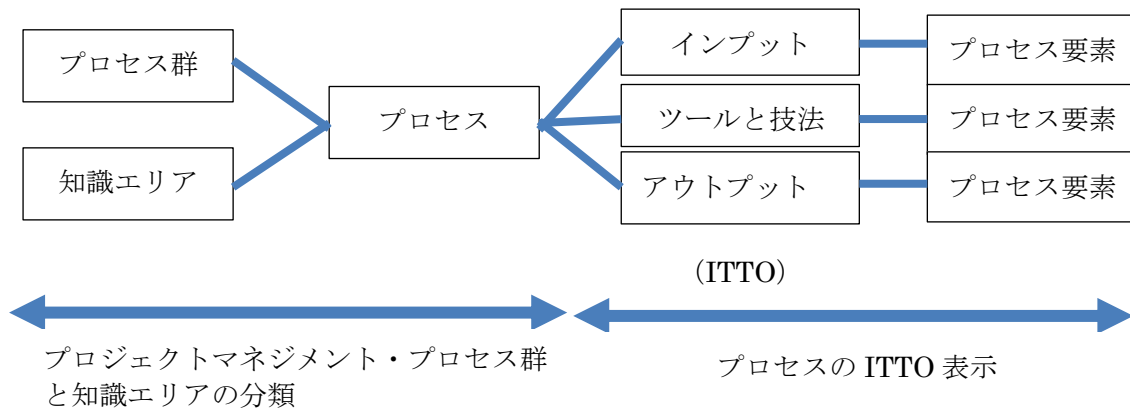 プロセス群
知識エリア
プロセス
インプット
ツールと技法
アウトプット
プロセス要素
プロセス要素
プロセス要素
（ITTO）
プロジェクトマネジメント・プロセス群
と知識エリアの分類
プロセスの ITTO 表示